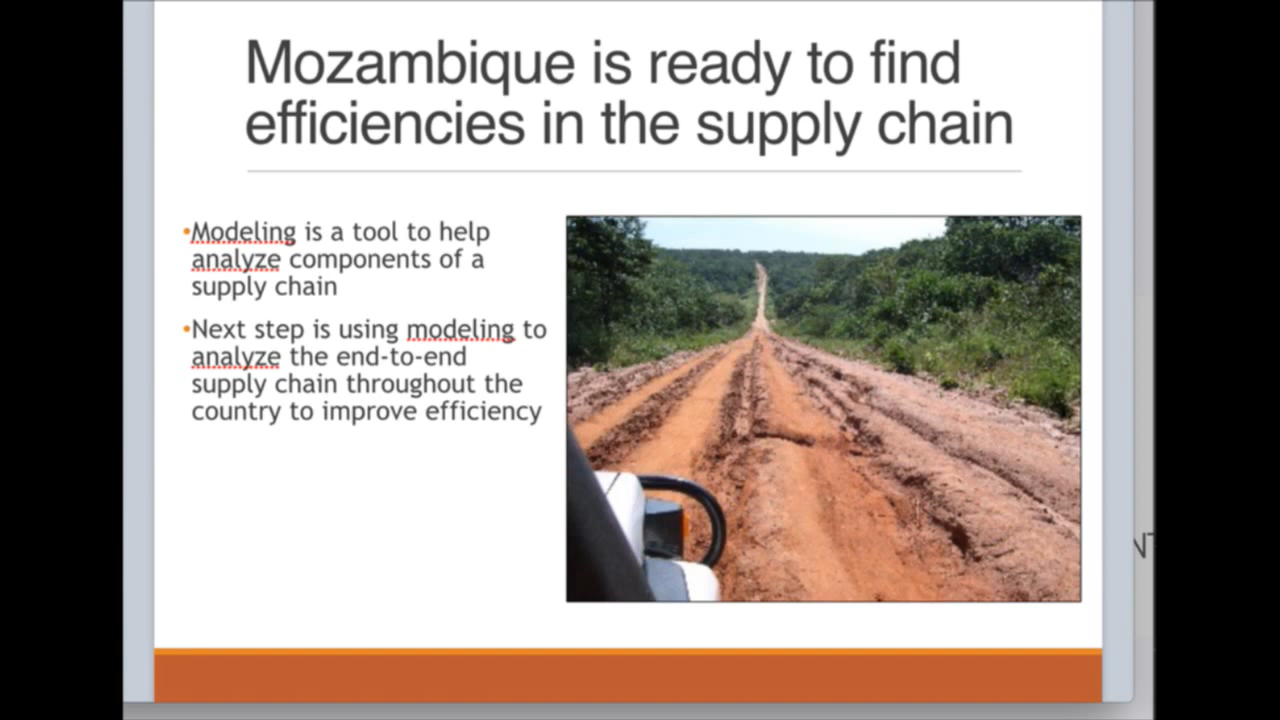 Mozambique is ready to find
efficiencies in the supply chain
•Modeling is a tool to help
analyze components of a
supply chain
•Next step is using modeling to
analyze the end-to-end
supply chain throughout the
country to improve efficiency
NT